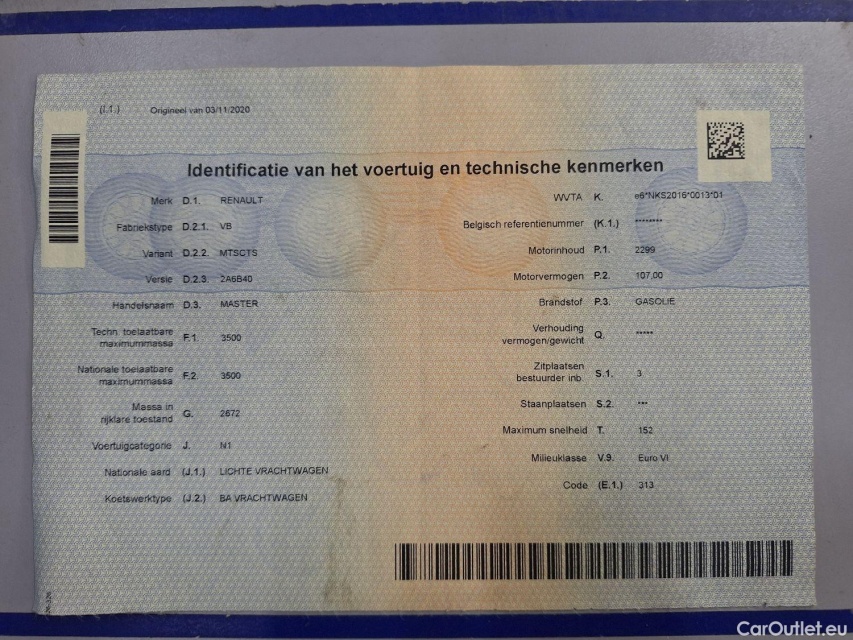 (I.1.) Origineel van 03/11/2020
Identificatie van het voertuig en technische kenmerken
Merk D.1. RENAULT
Fabriekstype D.2.1. VB
Variant D.2.2. MTSCTS
Versie D.2.3. 2A6B40
Handelsnaam D.3. MASTER
Techn. toelaatbare
maximummassa F.1. 3500
Nationale toelaatbare
maximummassa F.2. 3500
Massa in
rijklare toestand G. 2672
Voertuigcategorie J. N1
Nationale aard (J.1.) LICHTE VRACHTWAGEN
Koetswerktype (J.2.) BA VRACHTWAGEN
WVTA K. e6*NKS2016*0013*01
Belgisch referentienummer (K.1.) ********
Motorinhoud P.1. 2299
Motorvermogen P.2. 107,00
Brandstof P.3. GASOLIE
Verhouding
vermogen/gewicht Q. *****
Zitplaatsen
bestuurder inb. S.1. 3
Staanplaatsen S.2. ***
Maximum snelheid T. 152
Milieuklasse V.9. Euro VI
Code (E.1.) 313
CarOutlet.eu